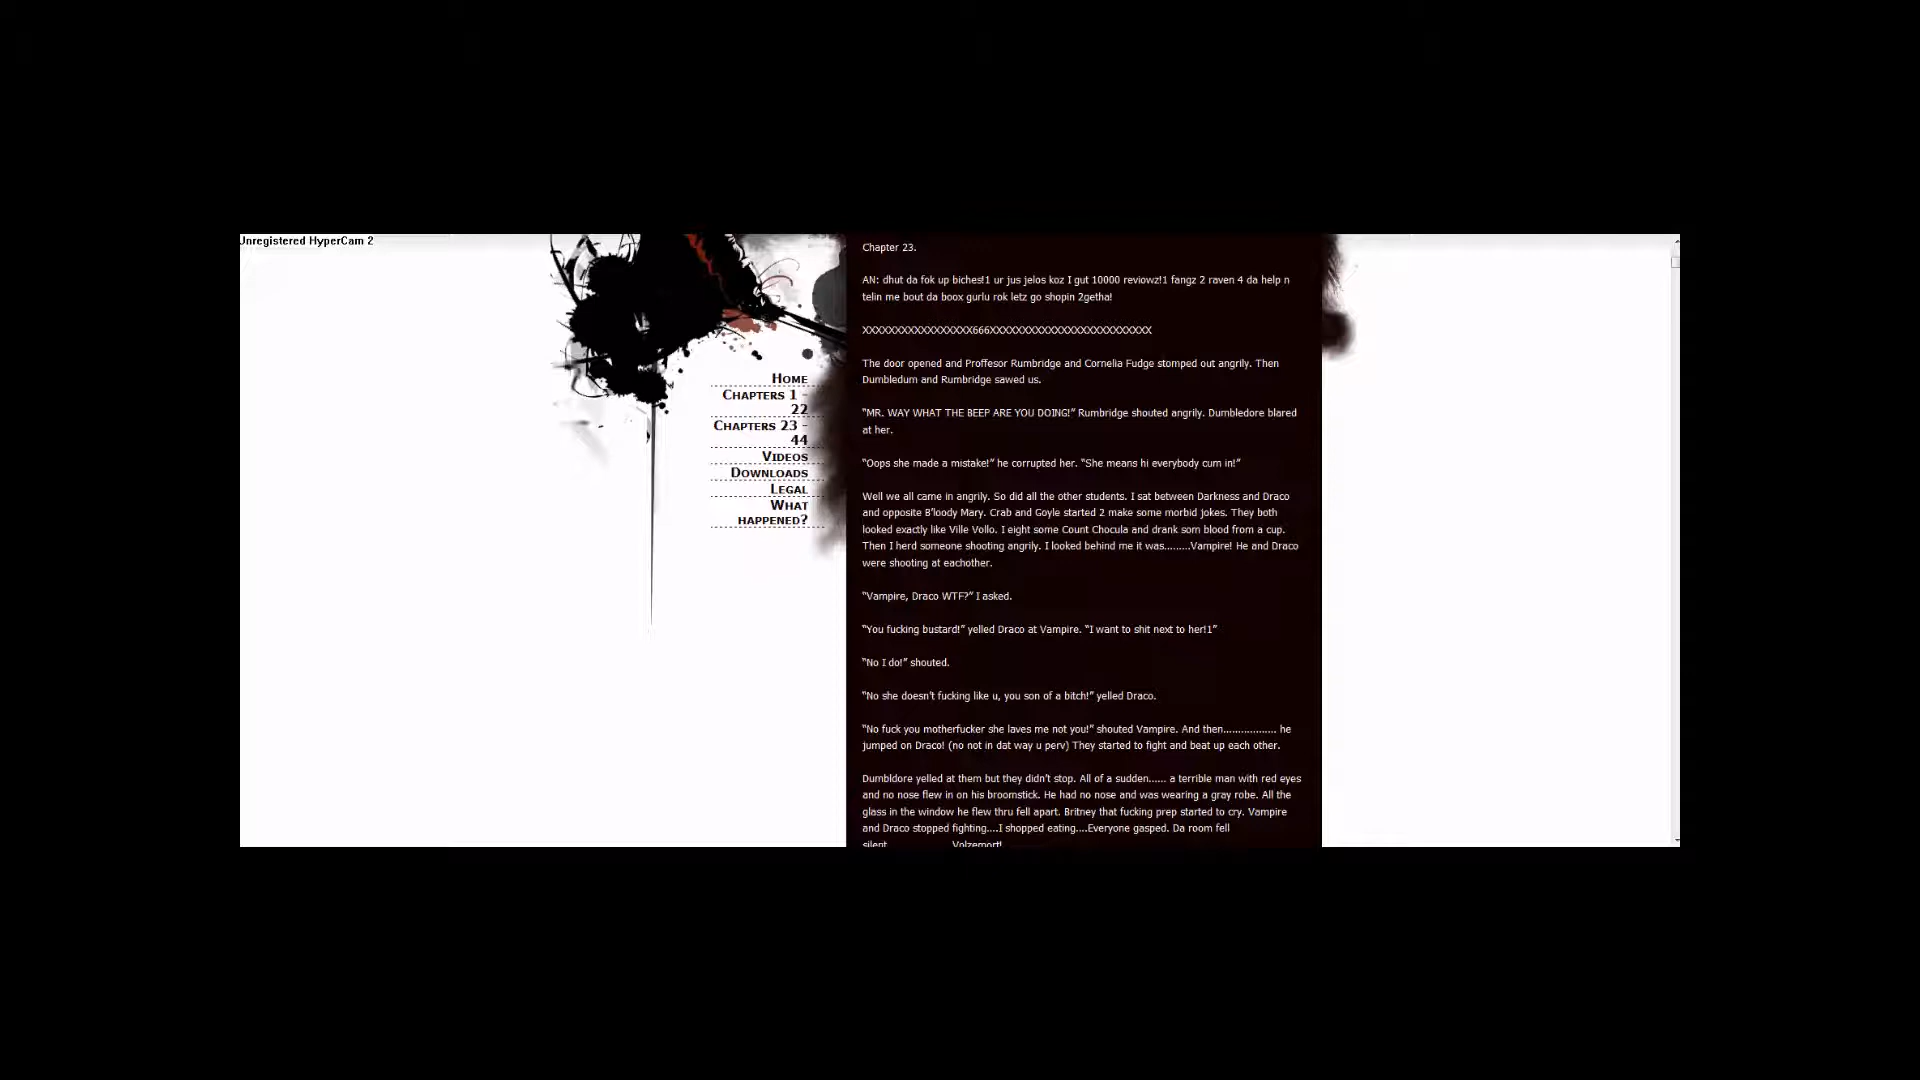 Unregistered HyperCam 2
Home
Chapters 1 -
22
Chapters 23 -
44
Videos
Downloads
Legal
What
happened?
Chapter 23.
AN: dhut da fok up biches!1 ur jus jelos koz I gut 10000 reviowz!1 fangz 2 raven 4 da help n
telin me bout da boox gurlu rok letz go shopin 2getha!
XXXXXXXXXXXXXXXXX666XXXXXXXXXXXXXXXXXXXXXXXXX
The door opened and Proffesor Rumbridge and Cornelia Fudge stomped out angrily. Then
Dumbledum and Rumbridge sawed us.
“MR. WAY WHAT THE BEEP ARE YOU DOING!” Rumbridge shouted angrily. Dumbledore blared
at her.
“Oops she made a mistake!” he corrupted her. “She means hi everybody cum in!”
Well we all came in angrily. So did all the other students. I sat between Darkness and Draco
and opposite B’loody Mary. Crab and Goyle started 2 make some morbid jokes. They both
looked exactly like Ville Vollo. I eight some Count Chocula and drank som blood from a cup.
Then I herd someone shooting angrily. I looked behind me it was.........Vampire! He and Draco
were shooting at eachother.
“Vampire, Draco WTF?” I asked.
“You fucking bustard!” yelled Draco at Vampire. “I want to shit next to her!1”
“No I do!” shouted.
“No she doesn’t fucking like u, you son of a bitch!” yelled Draco.
“No fuck you motherfucker she laves me not you!” shouted Vampire. And then.................. he
jumped on Draco! (no not in dat way u perv) They started to fight and beat up each other.
Dumbldore yelled at them but they didn’t stop. All of a sudden...... a terrible man with red eyes
and no nose flew in on his broomstick. He had no nose and was wearing a gray robe. All the
glass in the window he flew thru fell apart. Britney that fucking prep started to cry. Vampire
and Draco stopped fighting....I shopped eating....Everyone gasped. Da room fell
silent Volzemort!